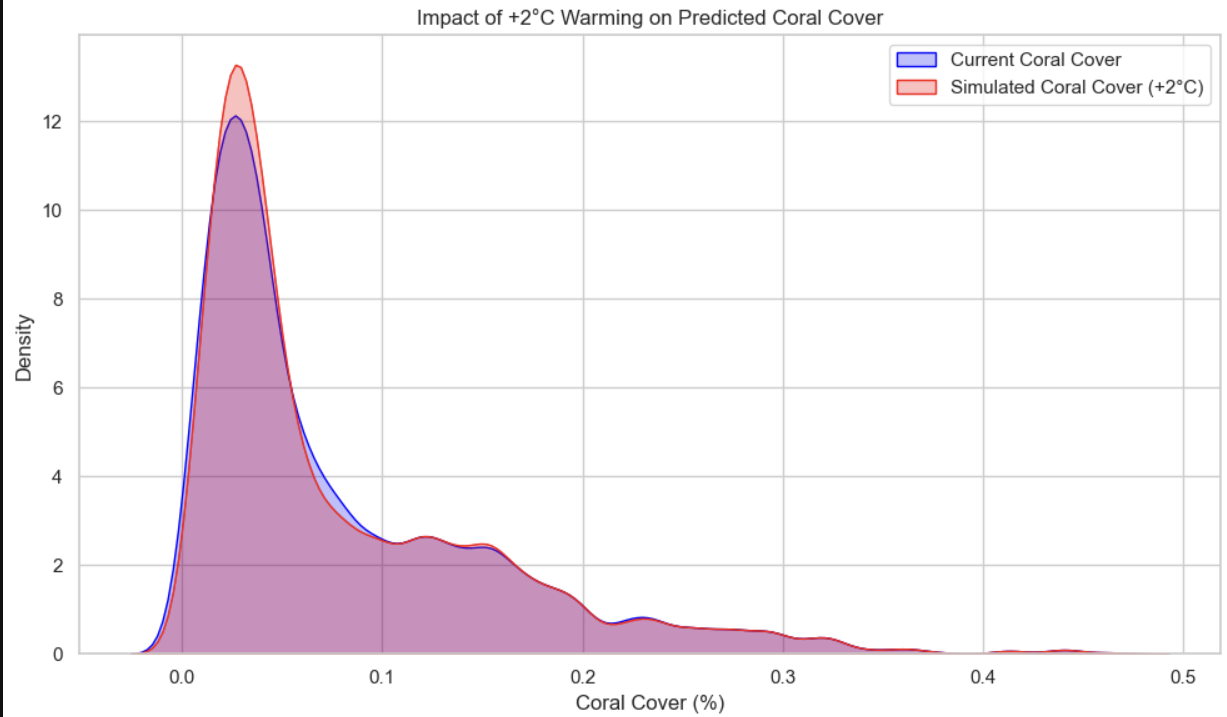 Impact of +2°C Warming on Predicted Coral Cover
Current Coral Cover
Simulated Coral Cover (+2°C)
12
10
8
6
4
2
0
Density
0.0 0.1 0.2 0.3 0.4 0.5
Coral Cover (%)